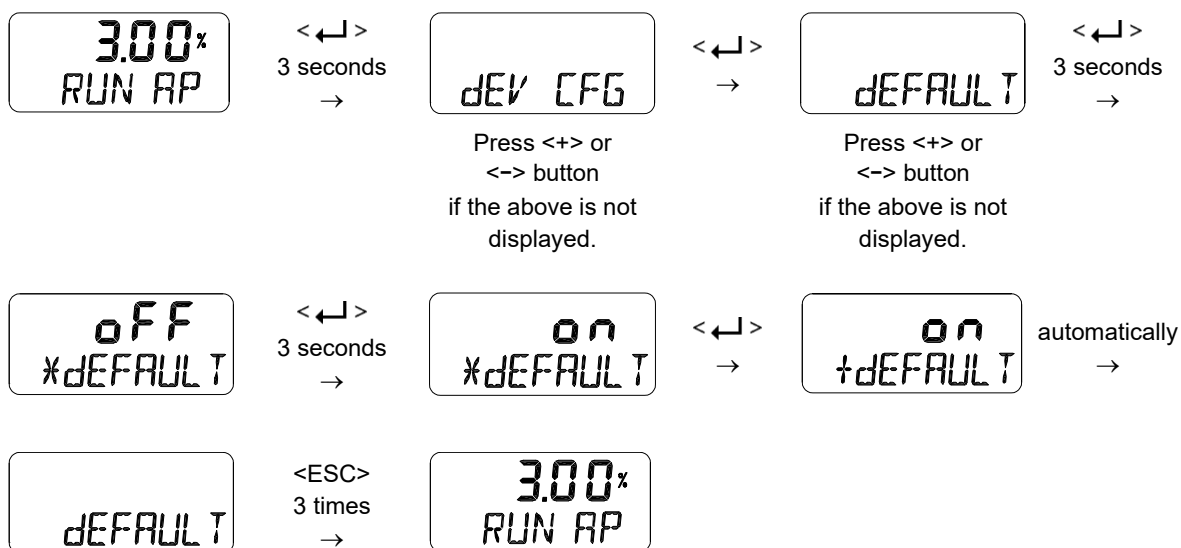 3.00%
RUN AP
<↵>
3 seconds
→
dEV CFG
Press <+> or
<−> button
if the above is not
displayed.
<↵>
→
dEFAULT
Press <+> or
<−> button
if the above is not
displayed.
<↵>
3 seconds
→
oFF
*dEFAULT
<↵>
3 seconds
→
on
*dEFAULT
<↵>
→
on
+dEFAULT
automatically
→
dEFAULT
<ESC>
3 times
→
3.00%
RUN AP